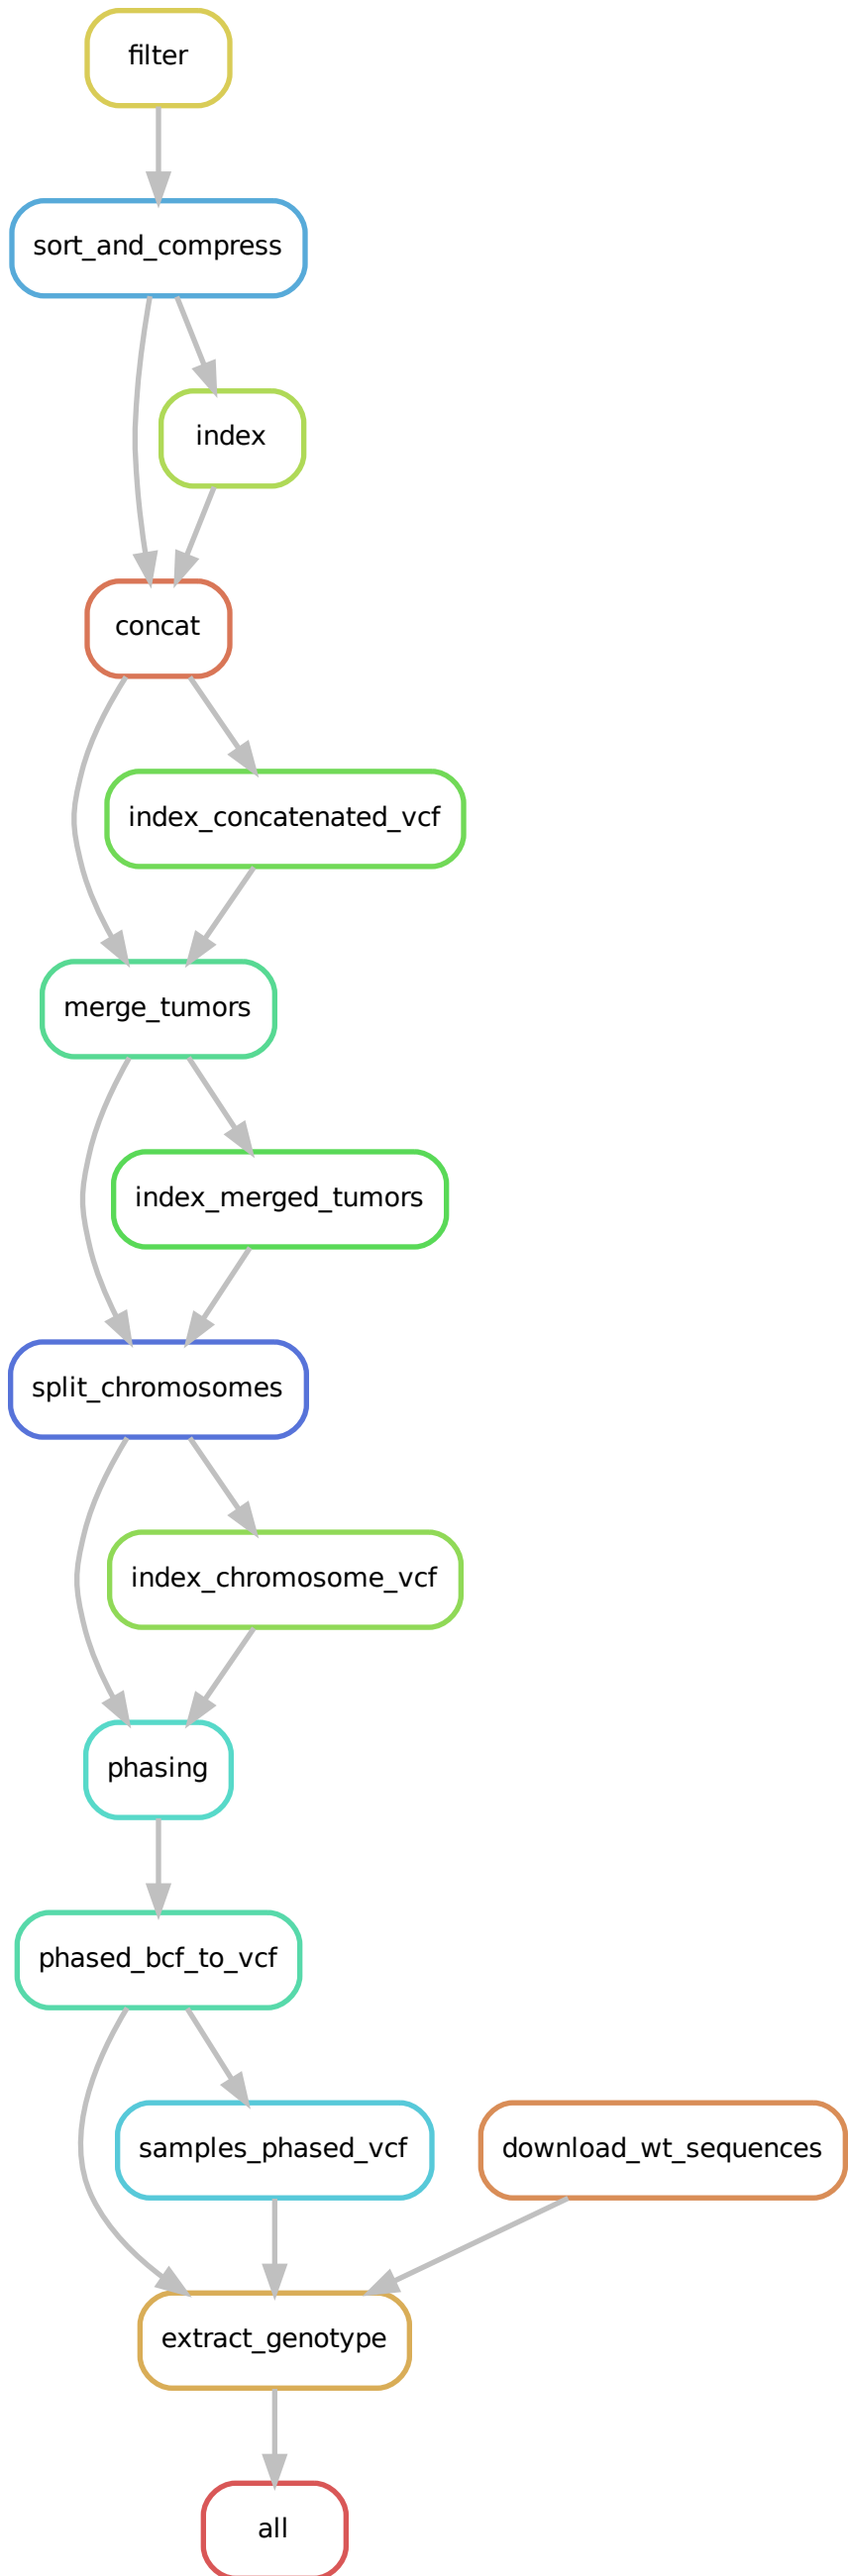 filter
sort_and_compress
index
concat
index_concatenated_vcf
merge_tumors
index_merged_tumors
split_chromosomes
index_chromosome_vcf
phasing
phased_bcf_to_vcf
samples_phased_vcf
download_wt_sequences
extract_genotype
all